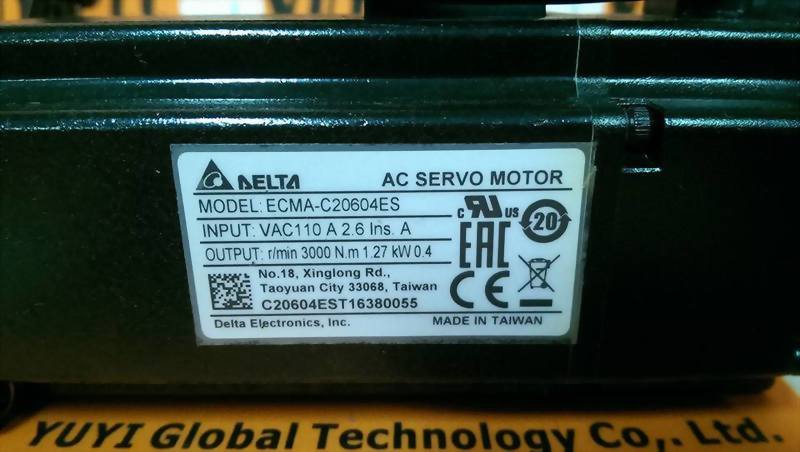 DELTA
AC SERVO MOTOR
MODEL: ECMA-C20604ES
INPUT: VAC110 A 2.6 Ins. A
OUTPUT: r/min 3000 N.m 1.27 kW 0.4
c RU US
20
EAC
CE
No.18, Xinglong Rd.,
Taoyuan City 33068, Taiwan
C20604EST16380055
Delta Electronics, Inc.
MADE IN TAIWAN
YUYI Global Technology Co,. Ltd.